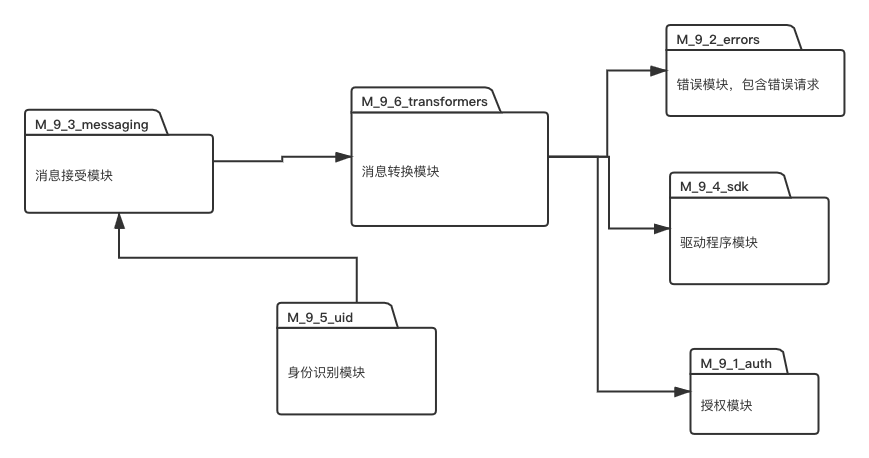 M_9_2_errors
错误模块，包含错误请求
M_9_6_transformers
消息转换模块
M_9_3_messaging
消息接受模块
M_9_4_sdk
驱动程序模块
M_9_5_uid
身份识别模块
M_9_1_auth
授权模块